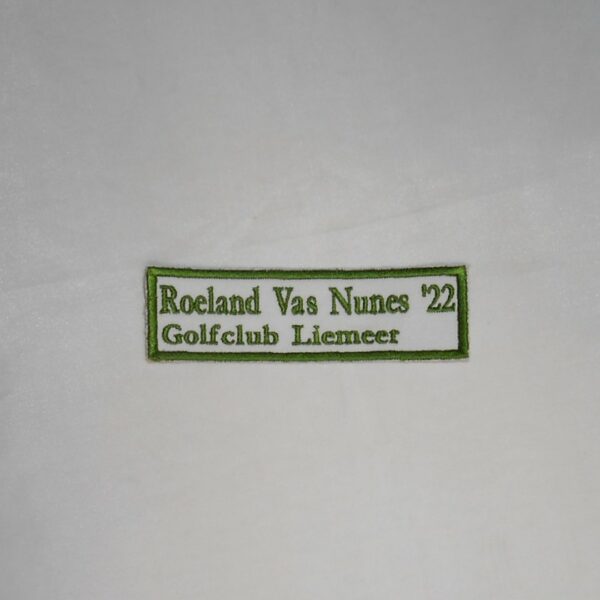 Roeland Vas Nunes '22
Golfclub Liemeer